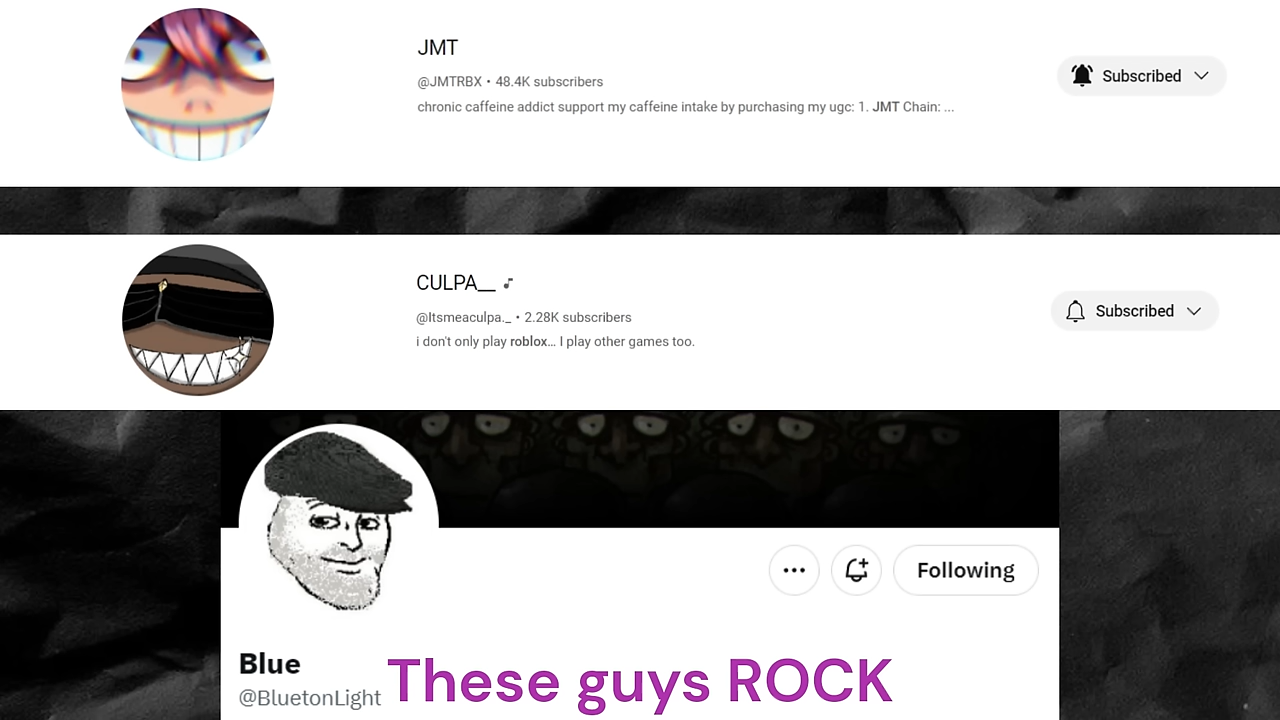 JMT
@JMTRBX • 48.4K subscribers
chronic caffeine addict support my caffeine intake by purchasing my ugc: 1. JMT Chain: ...
Subscribed
CULPA__
@Itsmeaculpa._ • 2.28K subscribers
i don't only play roblox... I play other games too.
Subscribed
Following
Blue
@BluetonLight
These guys ROCK